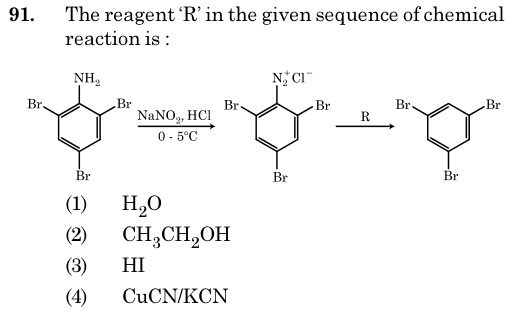 91. The reagent ‘R’ in the given sequence of chemical
reaction is :
NH₂
Br Br
Br
NaNO₂, HCl
0 - 5°C
N₂⁺Cl⁻
Br Br
Br
R
Br Br
Br
(1) H₂O
(2) CH₃CH₂OH
(3) HI
(4) CuCN/KCN